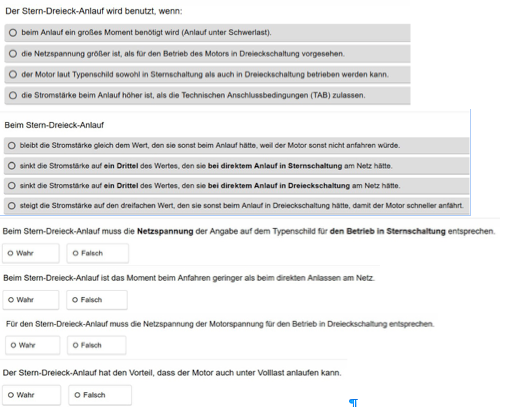 Der Stern-Dreieck-Anlauf wird benutzt, wenn:
beim Anlauf ein großes Moment benötigt wird (Anlauf unter Schwerlast).
die Netzspannung größer ist, als für den Betrieb des Motors in Dreieckschaltung vorgesehen.
der Motor laut Typenschild sowohl in Sternschaltung als auch in Dreieckschaltung betrieben werden kann.
die Stromstärke beim Anlauf höher ist, als die Technischen Anschlussbedingungen (TAB) zulassen.
Beim Stern-Dreieck-Anlauf
bleibt die Stromstärke gleich dem Wert, den sie sonst beim Anlauf hätte, weil der Motor sonst nicht anfahren würde.
sinkt die Stromstärke auf ein Drittel des Wertes, den sie bei direktem Anlauf in Sternschaltung am Netz hätte.
sinkt die Stromstärke auf ein Drittel des Wertes, den sie bei direktem Anlauf in Dreieckschaltung am Netz hätte.
steigt die Stromstärke auf den dreifachen Wert, den sie sonst beim Anlauf in Dreieckschaltung hätte, damit der Motor schneller anfährt.
Beim Stern-Dreieck-Anlauf muss die Netzspannung der Angabe auf dem Typenschild für den Betrieb in Sternschaltung entsprechen.
Wahr Falsch
Beim Stern-Dreieck-Anlauf ist das Moment beim Anfahren geringer als beim direkten Anlassen am Netz.
Wahr Falsch
Für den Stern-Dreieck-Anlauf muss die Netzspannung der Motorspannung für den Betrieb in Dreieckschaltung entsprechen.
Wahr Falsch
Der Stern-Dreieck-Anlauf hat den Vorteil, dass der Motor auch unter Volllast anlaufen kann.
Wahr Falsch
¶